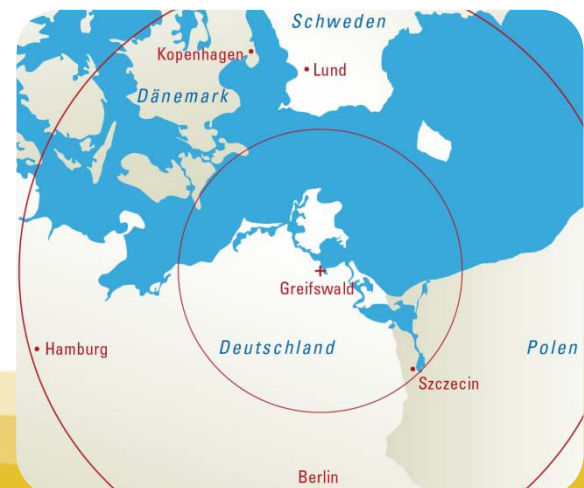 Schweden
Kopenhagen
Lund
Dänemark
Greifswald
Hamburg
Deutschland
Polen
Szczecin
Berlin